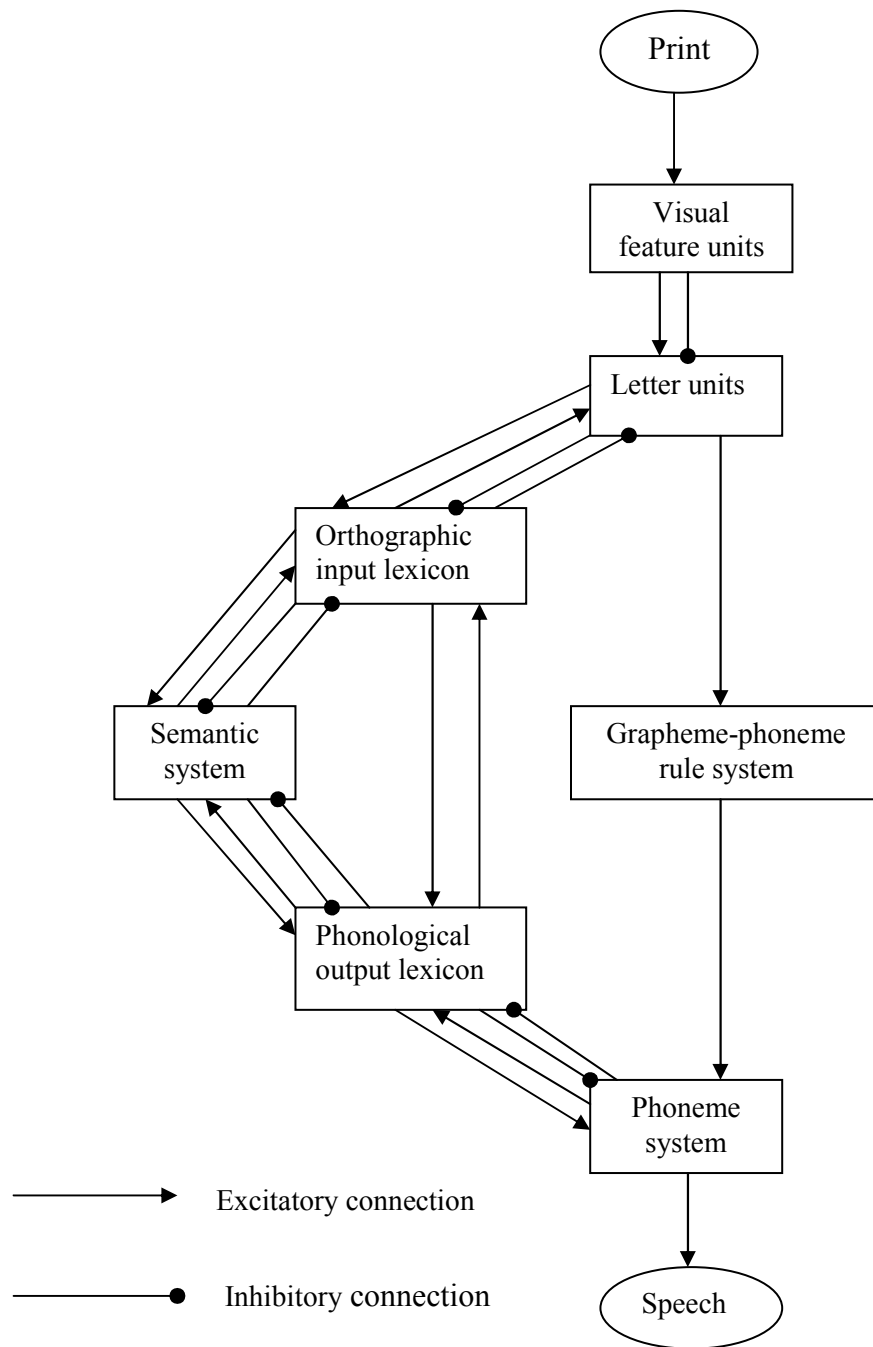 Print
Visual
feature units
Letter units
Orthographic
input lexicon
Semantic
system
Grapheme-phoneme
rule system
Phonological
output lexicon
Phoneme
system
Excitatory connection
Inhibitory connection
Speech